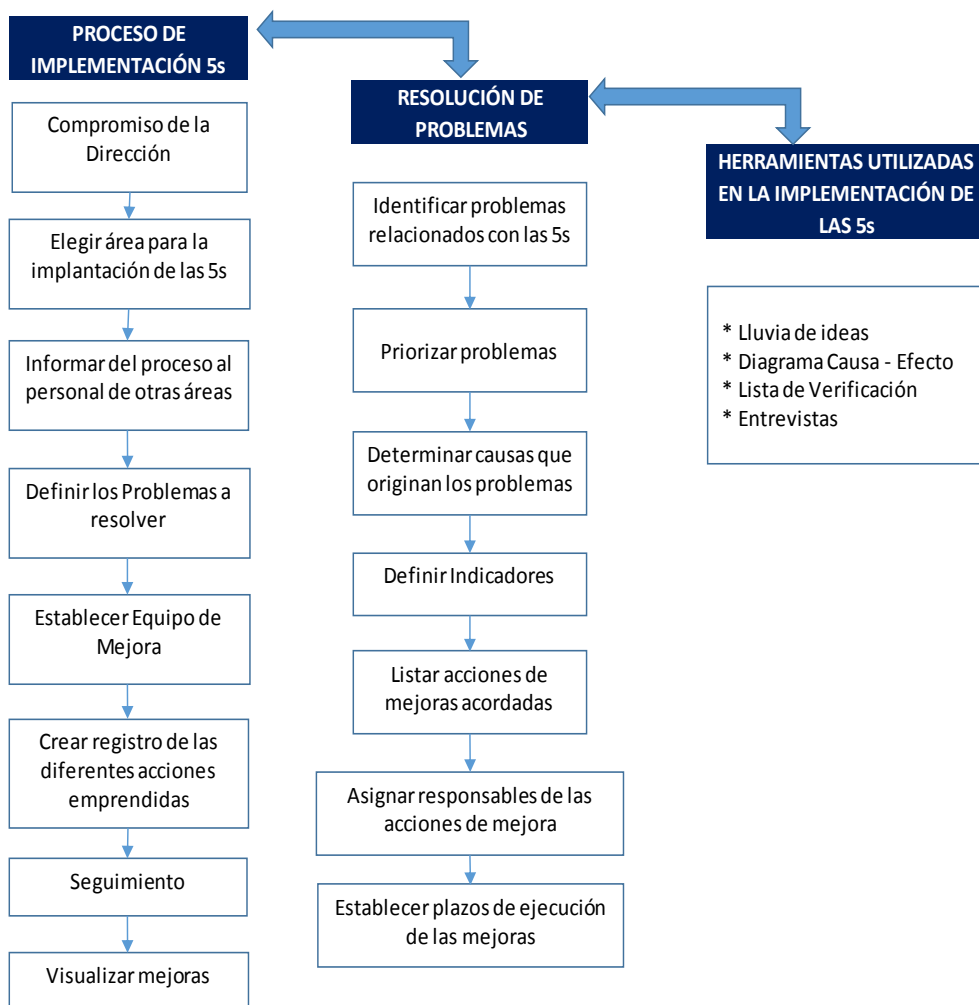 PROCESO DE
IMPLEMENTACIÓN 5s
Compromiso de la
Dirección
Elegir área para la
implantación de las 5s
Informar del proceso al
personal de otras áreas
Definir los Problemas a
resolver
Establecer Equipo de
Mejora
Crear registro de las
diferentes acciones
emprendidas
Seguimiento
Visualizar mejoras
RESOLUCIÓN DE
PROBLEMAS
Identificar problemas
relacionados con las 5s
Priorizar problemas
Determinar causas que
originan los problemas
Definir Indicadores
Listar acciones de
mejoras acordadas
Asignar responsables de las
acciones de mejora
Establecer plazos de ejecución
de las mejoras
HERRAMIENTAS UTILIZADAS
EN LA IMPLEMENTACIÓN DE
LAS 5s
* Lluvia de ideas
* Diagrama Causa - Efecto
* Lista de Verificación
* Entrevistas